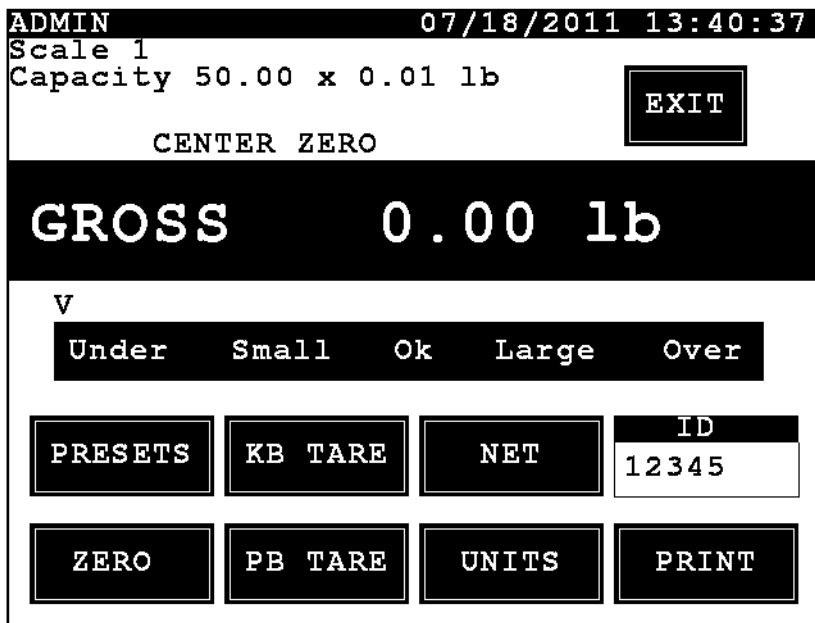 ADMIN 07/18/2011 13:40:37
Scale 1
Capacity 50.00 x 0.01 lb
EXIT
CENTER ZERO
GROSS 0.00 lb
V
Under Small Ok Large Over
PRESETS KB TARE NET ID
12345
ZERO PB TARE UNITS PRINT